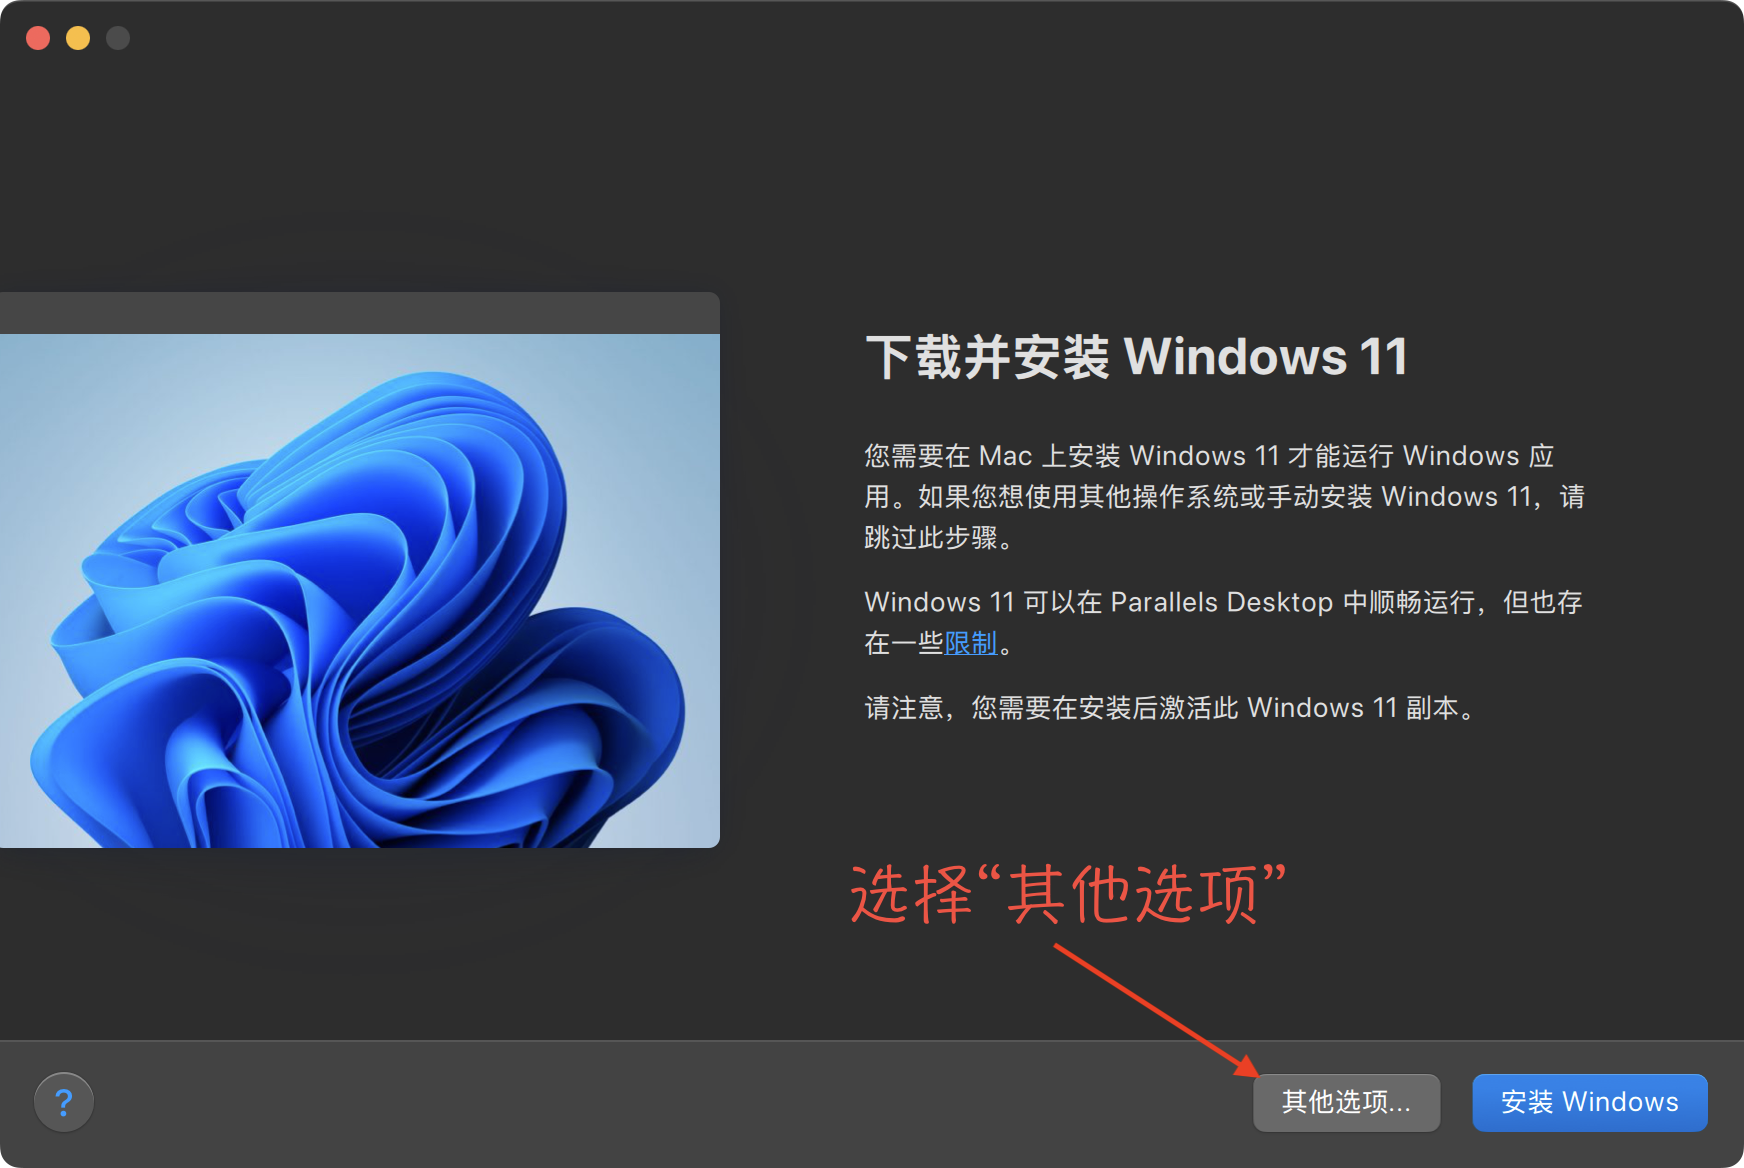 下载并安装 Windows 11
您需要在 Mac 上安装 Windows 11 才能运行 Windows 应
用。如果您想使用其他操作系统或手动安装 Windows 11，请
跳过此步骤。
Windows 11 可以在 Parallels Desktop 中顺畅运行，但也存
在一些限制。
请注意，您需要在安装后激活此 Windows 11 副本。
选择“其他选项”
?
其他选项...
安装 Windows